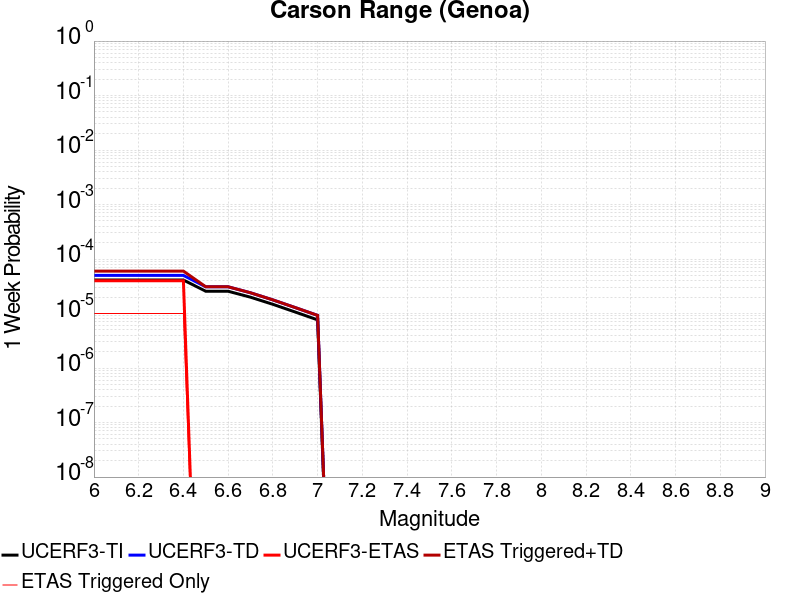 Carson Range (Genoa)
10^0
10^-1
10^-2
10^-3
10^-4
10^-5
10^-6
10^-7
10^-8
1 Week Probability
6 6.2 6.4 6.6 6.8 7 7.2 7.4 7.6 7.8 8 8.2 8.4 8.6 8.8 9
Magnitude
UCERF3-TI UCERF3-TD UCERF3-ETAS ETAS Triggered+TD
ETAS Triggered Only